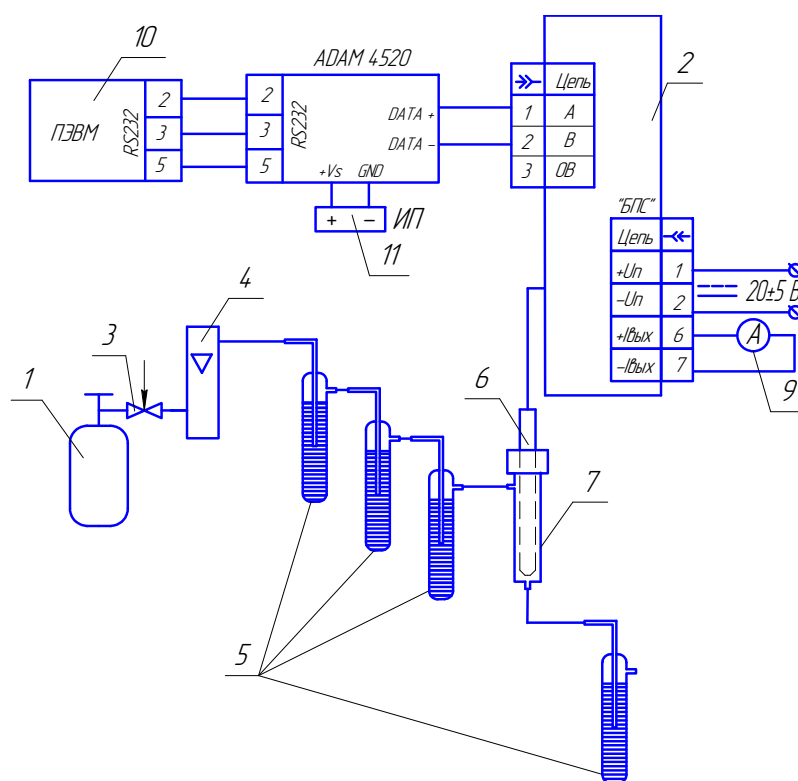 10
ПЭВМ
RS232
2
3
5
ADAM 4520
2
3
5
RS232
DATA +
DATA -
+Vs GND
+ -
ИП
11
Цепь
1 A
2 B
3 ОВ
2
"БПС"
Цепь
+Uп 1
-Uп 2
+Iвых 6
-Iвых 7
20±5 В
A
9
4
3
1
6
7
5